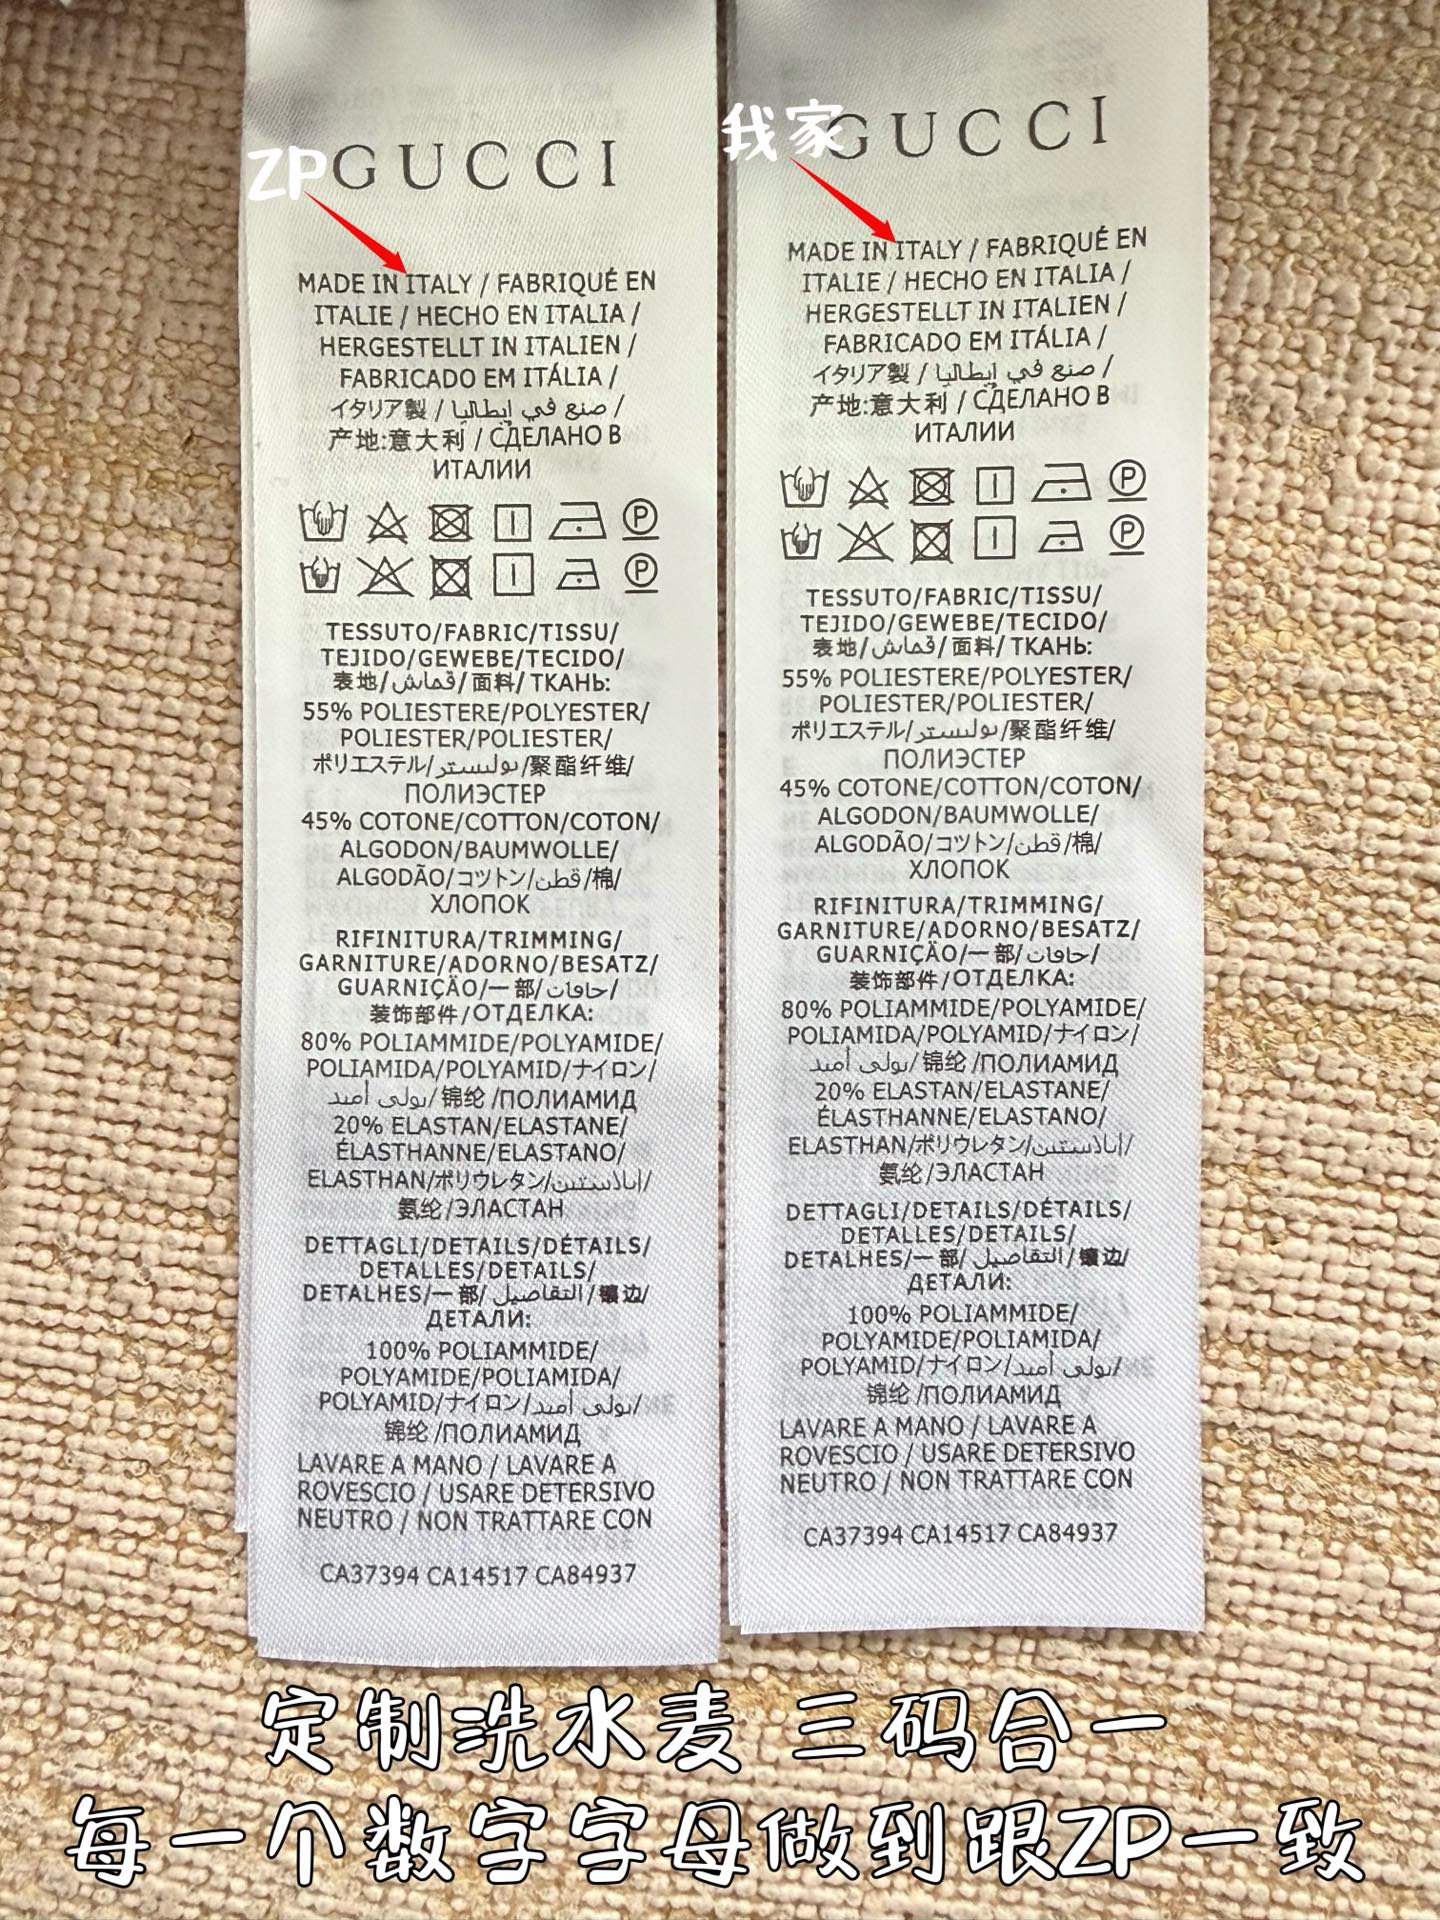 ZP
GUCCI
MADE IN ITALY / FABRIQUÉ EN
ITALIE / HECHO EN ITALIA /
HERGESTELLT IN ITALIEN /
FABRICADO EM ITÁLIA /
イタリア製 / صنع في إيطاليا /
产地:意大利 / СДЕЛАНО В
ИТАЛИИ
P
P
TESSUTO/FABRIC/TISSU/
TEJIDO/GEWEBE/TECIDO/
表地/قماش/面料/ТКАНЬ:
55% POLIESTERE/POLYESTER/
POLIESTER/POLIESTER/
ポリエステル/بوليستر/聚酯纤维/
ПОЛИЭСТЕР
45% COTONE/COTTON/COTON/
ALGODON/BAUMWOLLE/
ALGODÃO/コットン/قطن/棉/
ХЛОПОК
RIFINITURA/TRIMMING/
GARNITURE/ADORNO/BESATZ/
GUARNIÇÄO/一部/حافات/
装饰部件/ОТДЕЛКА:
80% POLIAMMIDE/POLYAMIDE/
POLIAMIDA/POLYAMID/ナイロン/
بولي أميد/锦纶/ПОЛИАМИД
20% ELASTAN/ELASTANE/
ÉLASTHANNE/ELASTANO/
ELASTHAN/ポリウレタン/إيلاستين/
氨纶/ЭЛАСТАН
DETTAGLI/DETAILS/DÉTAILS/
DETALLES/DETAILS/
DETALHES/一部/التفاصيل/镶边/
ДЕТАЛИ:
100% POLIAMMIDE/
POLYAMIDE/POLIAMIDA/
POLYAMID/ナイロン/بولي أميد/
锦纶/ПОЛИАМИД
LAVARE A MANO / LAVARE A
ROVESCIO / USARE DETERSIVO
NEUTRO / NON TRATTARE CON
CA37394 CA14517 CA84937
我家
GUCCI
MADE IN ITALY / FABRIQUÉ EN
ITALIE / HECHO EN ITALIA /
HERGESTELLT IN ITALIEN /
FABRICADO EM ITÁLIA /
イタリア製 / صنع في إيطاليا /
产地:意大利 / СДЕЛАНО В
ИТАЛИИ
P
P
TESSUTO/FABRIC/TISSU/
TEJIDO/GEWEBE/TECIDO/
表地/قماش/面料/ТКАНЬ:
55% POLIESTERE/POLYESTER/
POLIESTER/POLIESTER/
ポリエステル/بوليستر/聚酯纤维/
ПОЛИЭСТЕР
45% COTONE/COTTON/COTON/
ALGODON/BAUMWOLLE/
ALGODÃO/コットン/قطن/棉/
ХЛОПОК
RIFINITURA/TRIMMING/
GARNITURE/ADORNO/BESATZ/
GUARNIÇÄO/一部/حافات/
装饰部件/ОТДЕЛКА:
80% POLIAMMIDE/POLYAMIDE/
POLIAMIDA/POLYAMID/ナイロン/
بولي أميد/锦纶/ПОЛИАМИД
20% ELASTAN/ELASTANE/
ÉLASTHANNE/ELASTANO/
ELASTHAN/ポリウレタン/إيلاستين/
氨纶/ЭЛАСТАН
DETTAGLI/DETAILS/DÉTAILS/
DETALLES/DETAILS/
DETALHES/一部/التفاصيل/镶边/
ДЕТАЛИ:
100% POLIAMMIDE/
POLYAMIDE/POLIAMIDA/
POLYAMID/ナイロン/بولي أميد/
锦纶/ПОЛИАМИД
LAVARE A MANO / LAVARE A
ROVESCIO / USARE DETERSIVO
NEUTRO / NON TRATTARE CON
CA37394 CA14517 CA84937
定制洗水麦 三码合一
每一个数字字母做到跟ZP一致